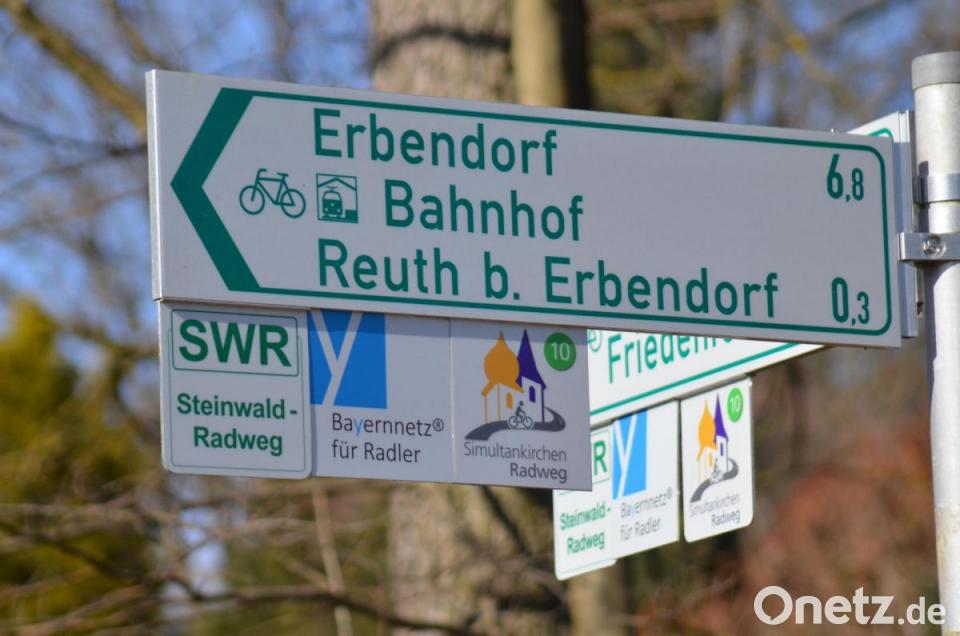 Erbendorf 6,8
Bahnhof
Reuth b. Erbendorf 0,3
SWR
Steinwald-
Radweg
Bayernnetz®
für Radler
10
Simultankirchen
Radweg
R
Steinwald-
Radweg
Bayernnetz®
für Radler
10
Simultankirchen
Radweg
Onetz.de